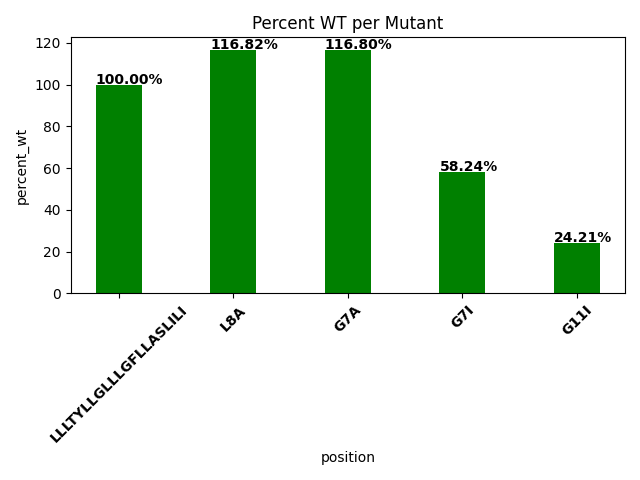 Percent WT per Mutant
percent_wt
120
100
80
60
40
20
0
100.00%
116.82%
116.80%
58.24%
24.21%
LLLTYLLGLLLGFLLASLILI
L8A
G7A
G7I
G11I
position